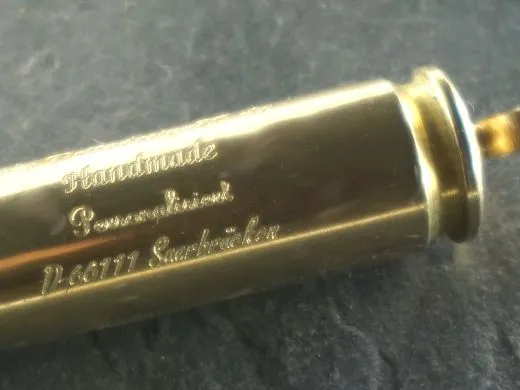 Handmade
Personalisiert
D-66111 Saarbrücken